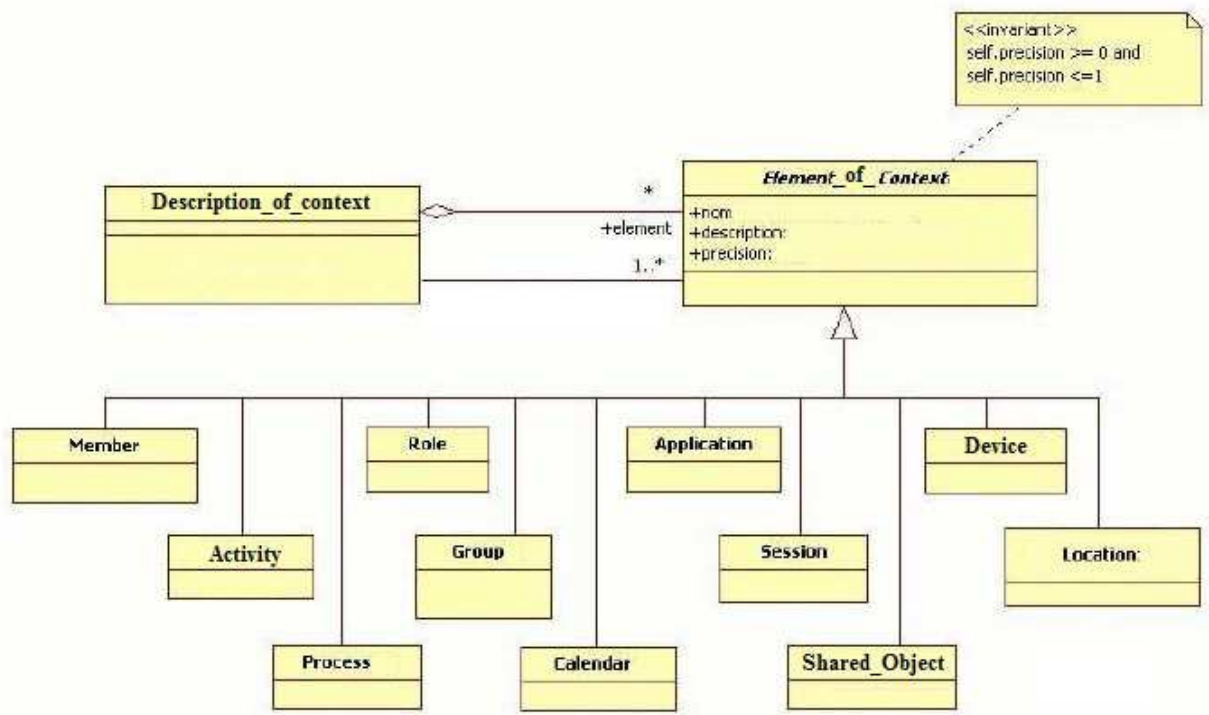 <<invariant>>
self.precision >= 0 and
self.precision <=1
Element_of_Context
Description_of_context
*
+nom
+description:
+element
+precision:
1..*
Member
Role
Application
Device
Activity
Group
Session
Location:
Process
Calendar
Shared_Object